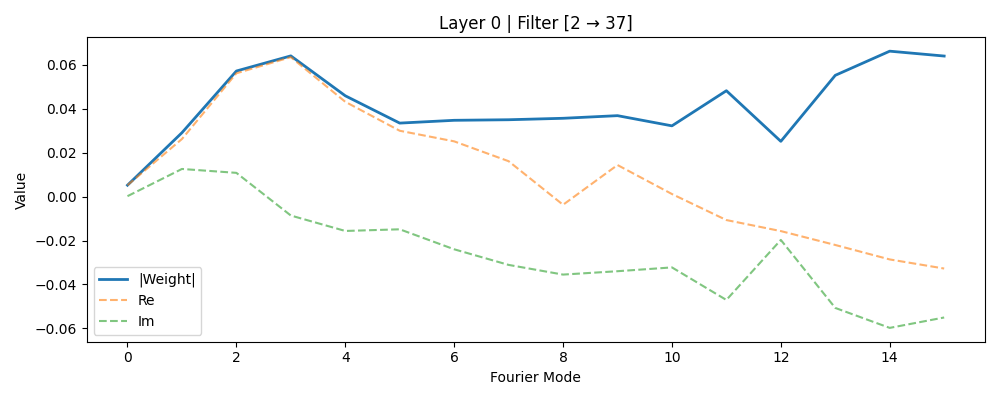 Layer 0 | Filter [2 → 37]
Value
0.06
0.04
0.02
0.00
−0.02
−0.04
−0.06
|Weight|
Re
Im
0 2 4 6 8 10 12 14
Fourier Mode